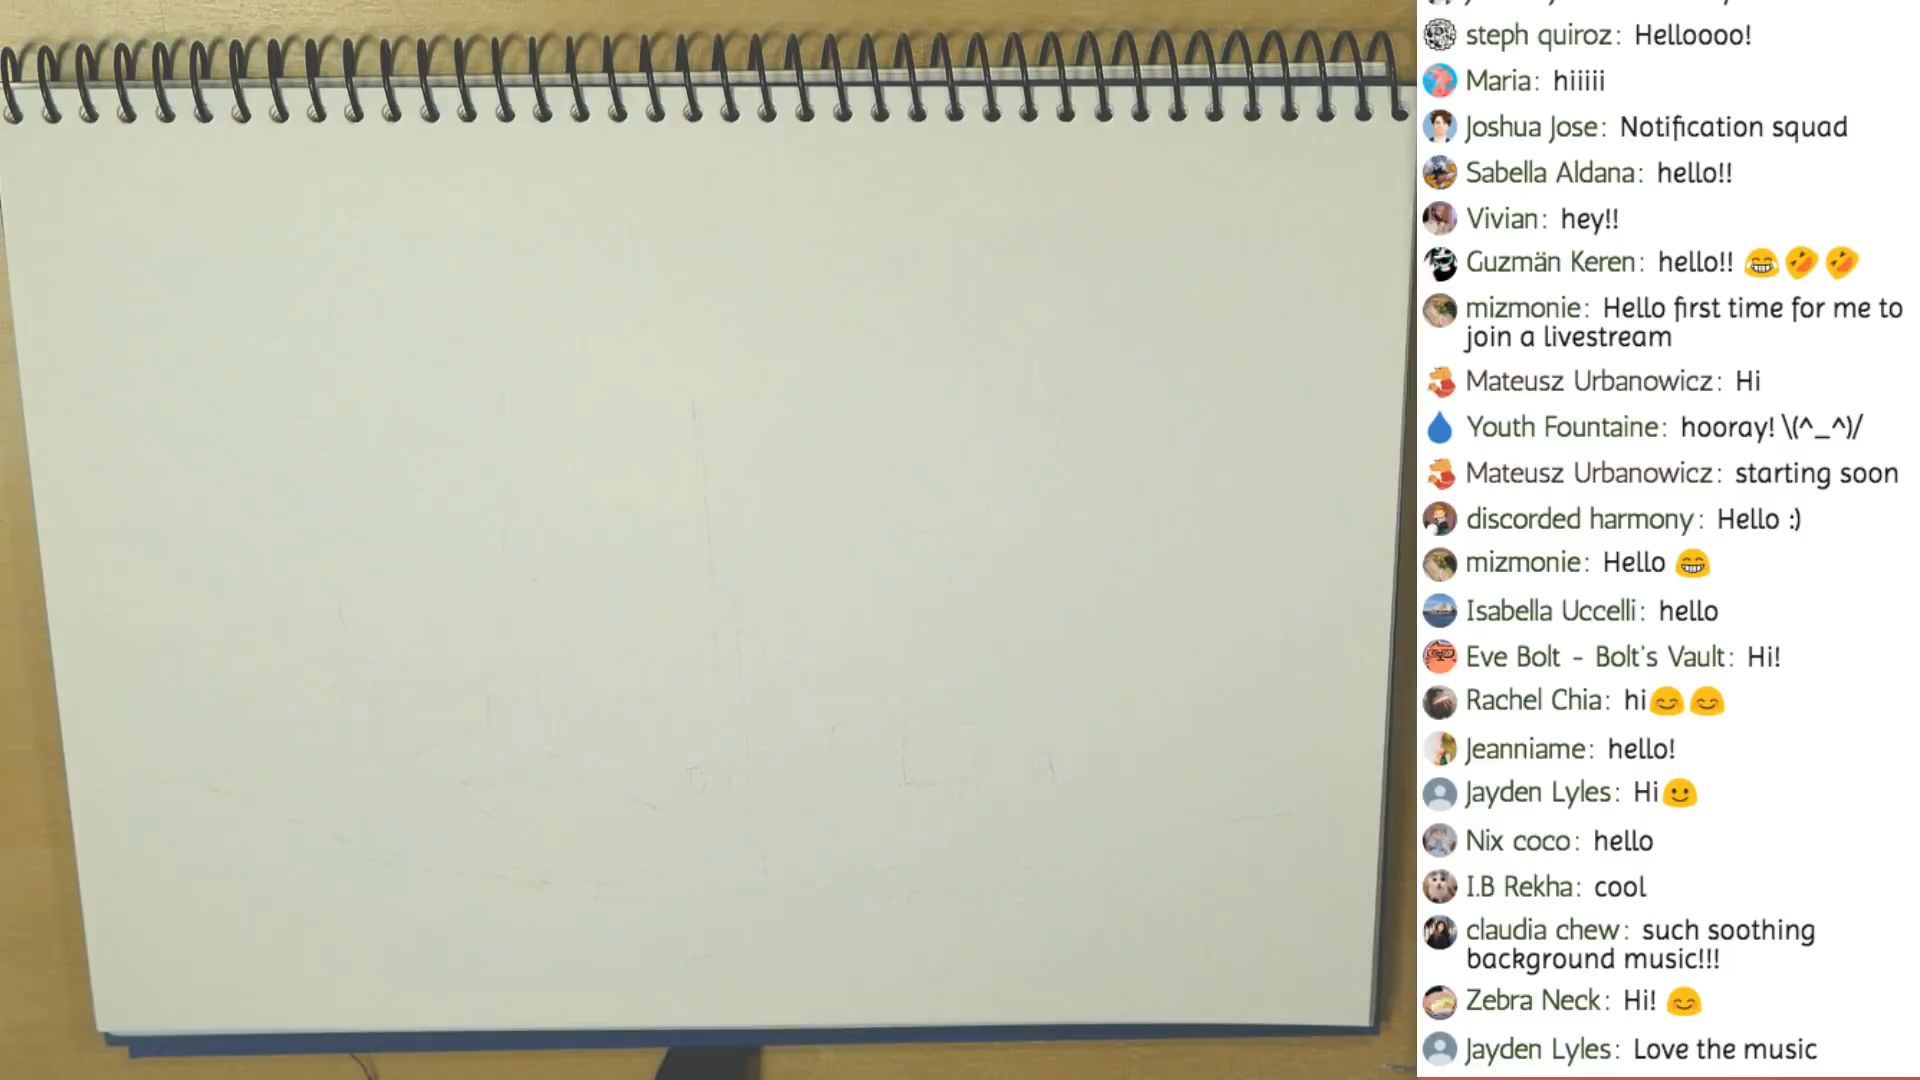 steph quiroz: Helloooo!
Maria: hiiiii
Joshua Jose: Notification squad
Sabella Aldana: hello!!
Vivian: hey!!
Guzmän Keren: hello!! 😂🤣🤣
mizmonie: Hello first time for me to
join a livestream
Mateusz Urbanowicz: Hi
Youth Fountaine: hooray! \(^_^)/
Mateusz Urbanowicz: starting soon
discorded harmony: Hello :)
mizmonie: Hello 😁
Isabella Uccelli: hello
Eve Bolt - Bolt's Vault: Hi!
Rachel Chia: hi😊😊
Jeanniame: hello!
Jayden Lyles: Hi🙂
Nix coco: hello
I.B Rekha: cool
claudia chew: such soothing
background music!!!
Zebra Neck: Hi! 😊
Jayden Lyles: Love the music